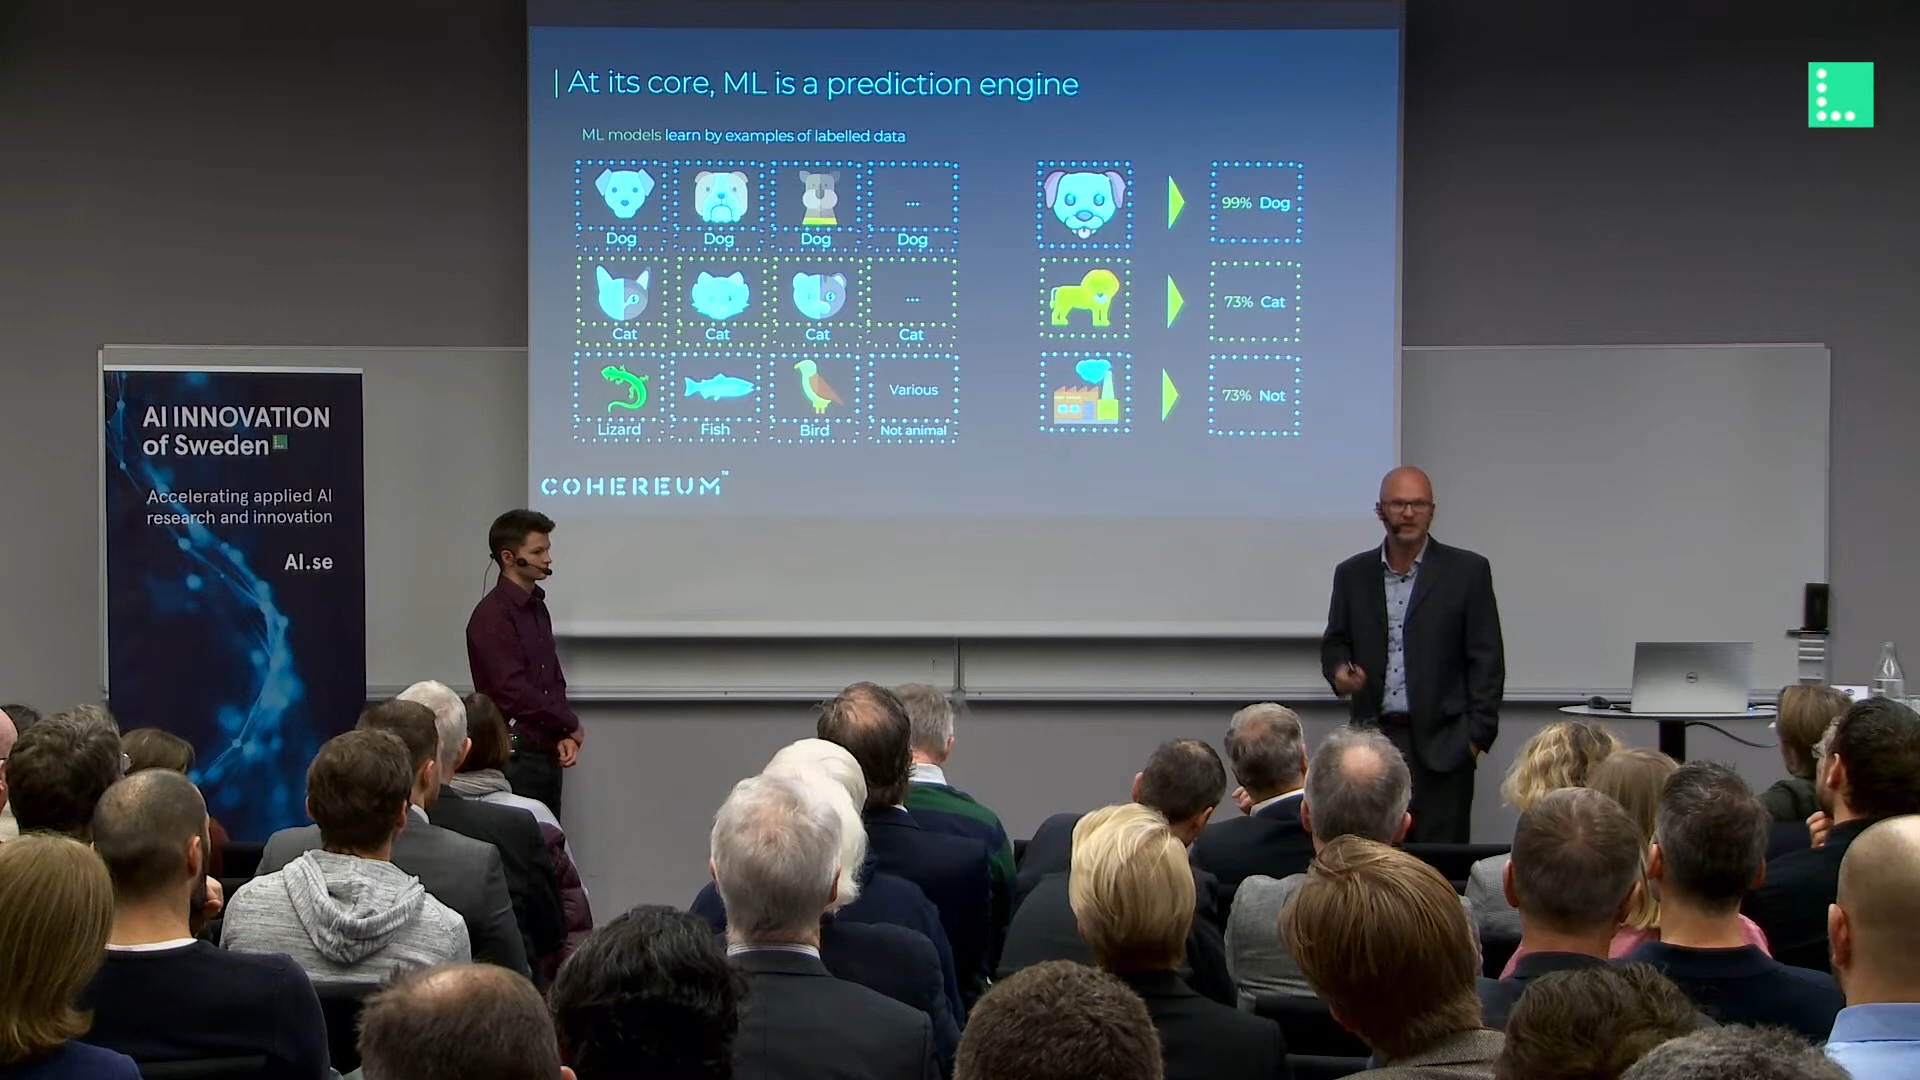 At its core, ML is a prediction engine
ML models learn by examples of labelled data
... 99% Dog
Dog Dog Dog Dog
... 73% Cat
Cat Cat Cat Cat
Various 73% Not
Lizard Fish Bird Not animal
COHEREUM™
AI INNOVATION
of Sweden
Accelerating applied AI
research and innovation
AI.se